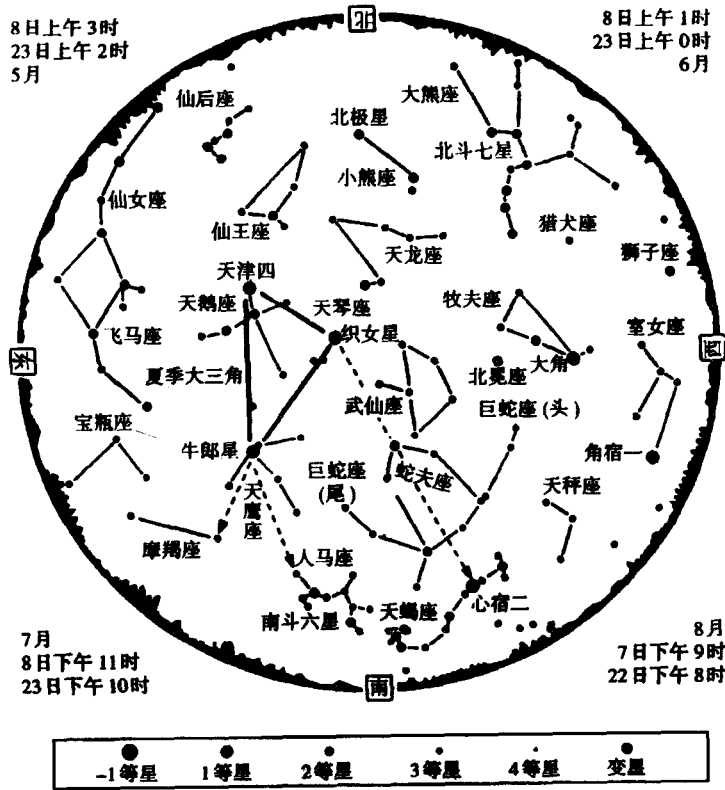 北
8日上午3时
23日上午2时
5月
8日上午1时
23日上午0时
6月
仙后座
北极星
大熊座
北斗七星
小熊座
仙女座
仙王座
猎犬座
天龙座
狮子座
天津四
天鹅座
天琴座
牧夫座
飞马座
织女星
室女座
东
西
大角
夏季大三角
北冕座
武仙座
巨蛇座(头)
宝瓶座
牛郎星
角宿一
巨蛇座
(尾)
蛇夫座
天秤座
天鹰座
摩羯座
人马座
南斗六星
天蝎座
心宿二
7月
8日下午11时
23日下午10时
8月
7日下午9时
22日下午8时
南
-1等星
1等星
2等星
3等星
4等星
变星